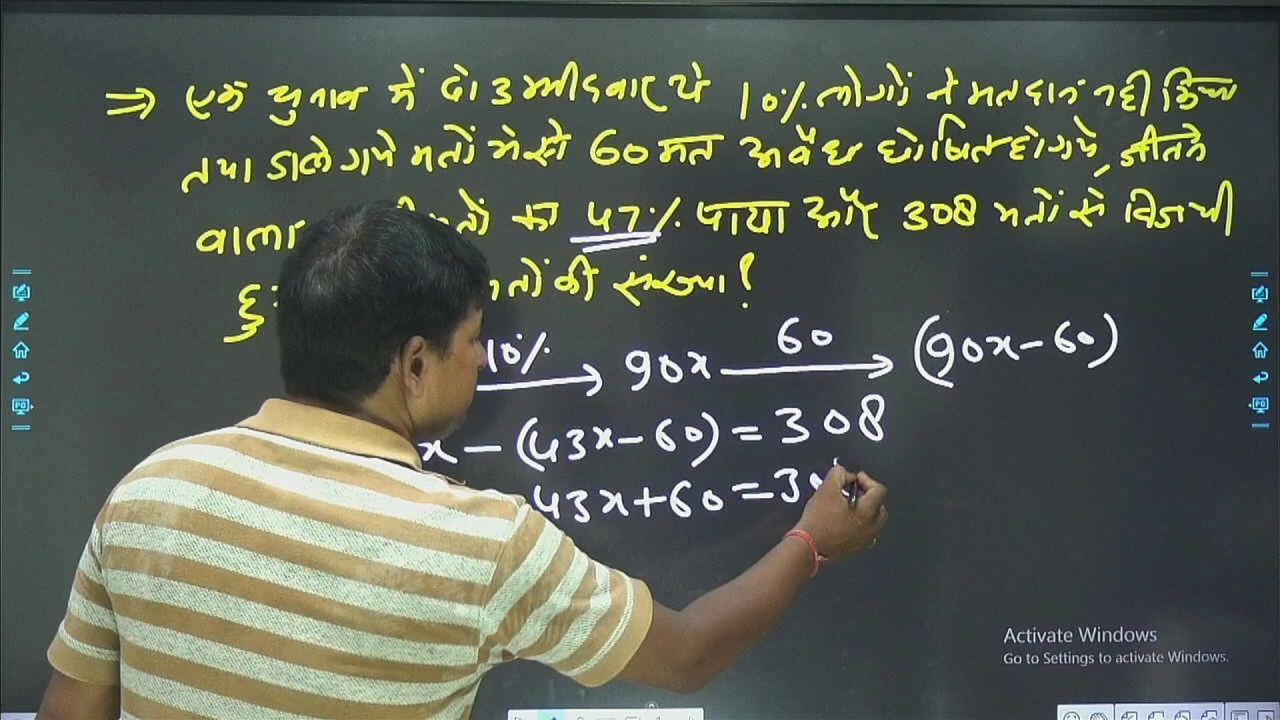 ⇒ एक चुनाव में दो उम्मीदवार थे 10% लोगों ने मतदान नहीं किया
तथा डाले गये मतों में से 60 मत अवैध घोषित हो गये, जीतने
वाला मतों का 47% पाया और 308 मतों से विजयी
मतों की संख्या?
10% → 90x 60 → (90x-60)
x - (43x-60) = 308
43x+60 = 30
Activate Windows
Go to Settings to activate Windows.